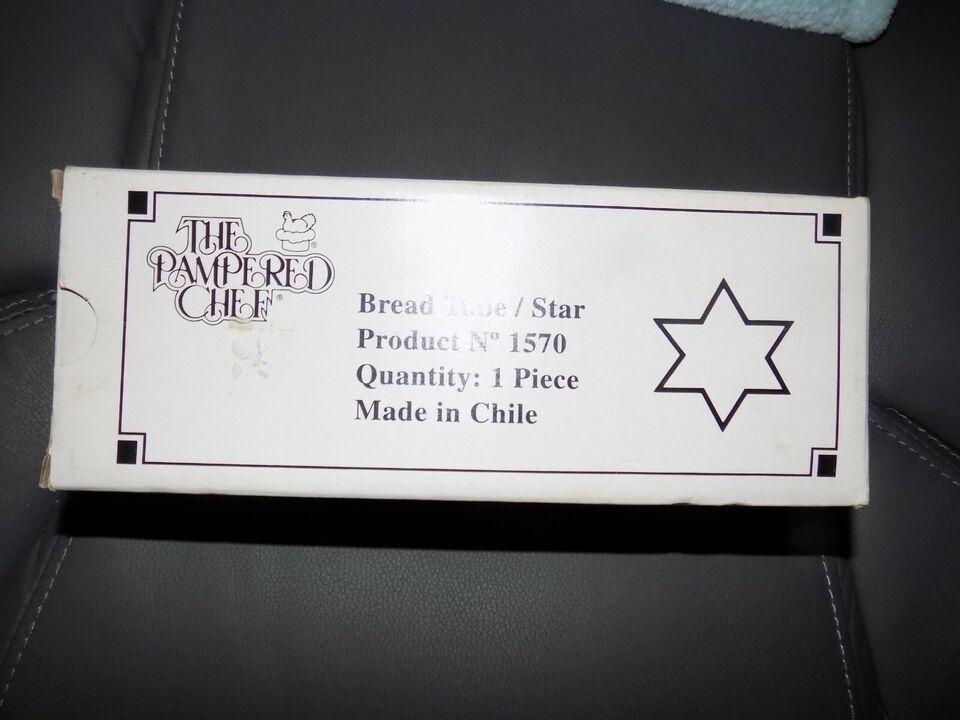 THE
PAMPERED
CHEF®
Bread Tube / Star
Product Nº 1570
Quantity: 1 Piece
Made in Chile